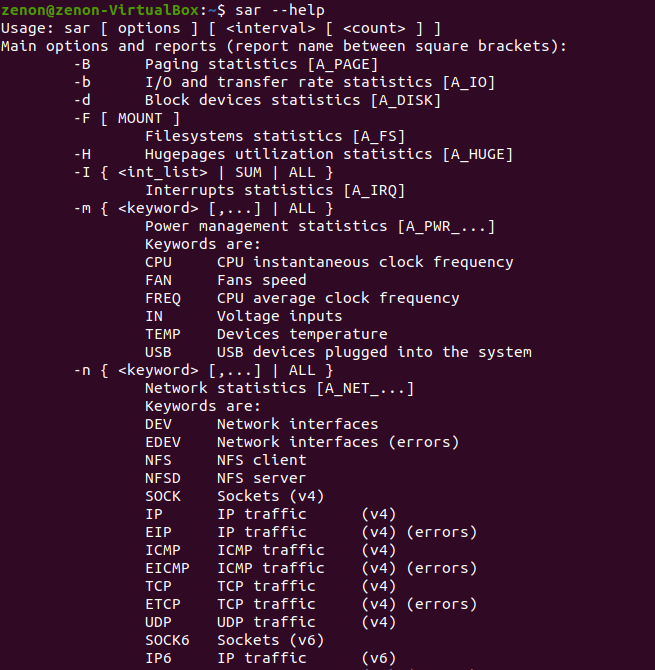 zenon@zenon-VirtualBox:~$ sar --help
Usage: sar [ options ] [ <interval> [ <count> ] ]
Main options and reports (report name between square brackets):
-B Paging statistics [A_PAGE]
-b I/O and transfer rate statistics [A_IO]
-d Block devices statistics [A_DISK]
-F [ MOUNT ]
Filesystems statistics [A_FS]
-H Hugepages utilization statistics [A_HUGE]
-I { <int_list> | SUM | ALL }
Interrupts statistics [A_IRQ]
-m { <keyword> [,...] | ALL }
Power management statistics [A_PWR_...]
Keywords are:
CPU CPU instantaneous clock frequency
FAN Fans speed
FREQ CPU average clock frequency
IN Voltage inputs
TEMP Devices temperature
USB USB devices plugged into the system
-n { <keyword> [,...] | ALL }
Network statistics [A_NET_...]
Keywords are:
DEV Network interfaces
EDEV Network interfaces (errors)
NFS NFS client
NFSD NFS server
SOCK Sockets (v4)
IP IP traffic (v4)
EIP IP traffic (v4) (errors)
ICMP ICMP traffic (v4)
EICMP ICMP traffic (v4) (errors)
TCP TCP traffic (v4)
ETCP TCP traffic (v4) (errors)
UDP UDP traffic (v4)
SOCK6 Sockets (v6)
IP6 IP traffic (v6)